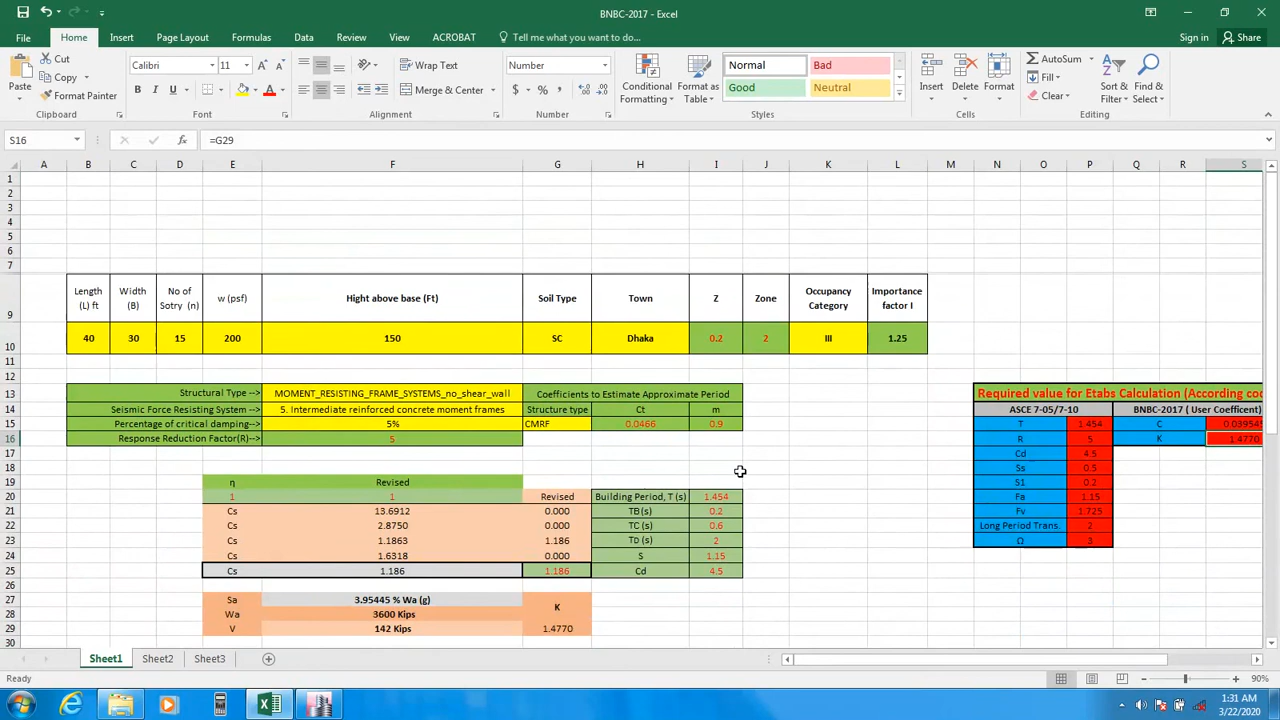 BNBC-2017 - Excel
File Home Insert Page Layout Formulas Data Review View ACROBAT Tell me what you want to do... Sign in Share
Paste Cut Copy Format Painter
Clipboard
Calibri 11 A A
B I U A
Font
Wrap Text
Merge & Center
Alignment
Number
$ % ,
Number
Conditional Formatting Format as Table
Normal Bad
Good Neutral
Styles
Insert Delete Format
Cells
AutoSum
Fill
Clear
Sort & Filter Find & Select
Editing
S16 fx =G29
A B C D E F G H I J K L M N O P Q R S
1
2
3
4
5
6
7
9 Length (L) ft Width (B) No of Sotry (n) w (psf) Hight above base (Ft) Soil Type Town Z Zone Occupancy Category Importance factor I
10 40 30 15 200 150 SC Dhaka 0.2 2 III 1.25
11
12
13 Structural Type --> MOMENT_RESISTING_FRAME_SYSTEMS_no_shear_wall Coefficients to Estimate Approximate Period Required value for Etabs Calculation (According co
14 Seismic Force Resisting System --> 5. Intermediate reinforced concrete moment frames Structure type Ct m ASCE 7-05/7-10 BNBC-2017 ( User Coefficent)
15 Percentage of critical damping:--> 5% CMRF 0.0466 0.9 T 1.454 C 0.03954
16 Response Reduction Factor(R)--> 5 R 5 K 1.4770
17 Cd 4.5
18 Ss 0.5
19 η Revised S1 0.2
20 1 1 Revised Building Period, T (s) 1.454 Fa 1.15
21 Cs 13.6912 0.000 TB (s) 0.2 Fv 1.725
22 Cs 2.8750 0.000 TC (s) 0.6 Long Period Trans. 2
23 Cs 1.1863 1.186 TD (s) 2 Ω 3
24 Cs 1.6318 0.000 S 1.15
25 Cs 1.186 1.186 Cd 4.5
26
27 Sa 3.95445 % Wa (g) K
28 Wa 3600 Kips
29 V 142 Kips 1.4770
30
Sheet1 Sheet2 Sheet3
Ready 90%
1:31 AM
3/22/2020